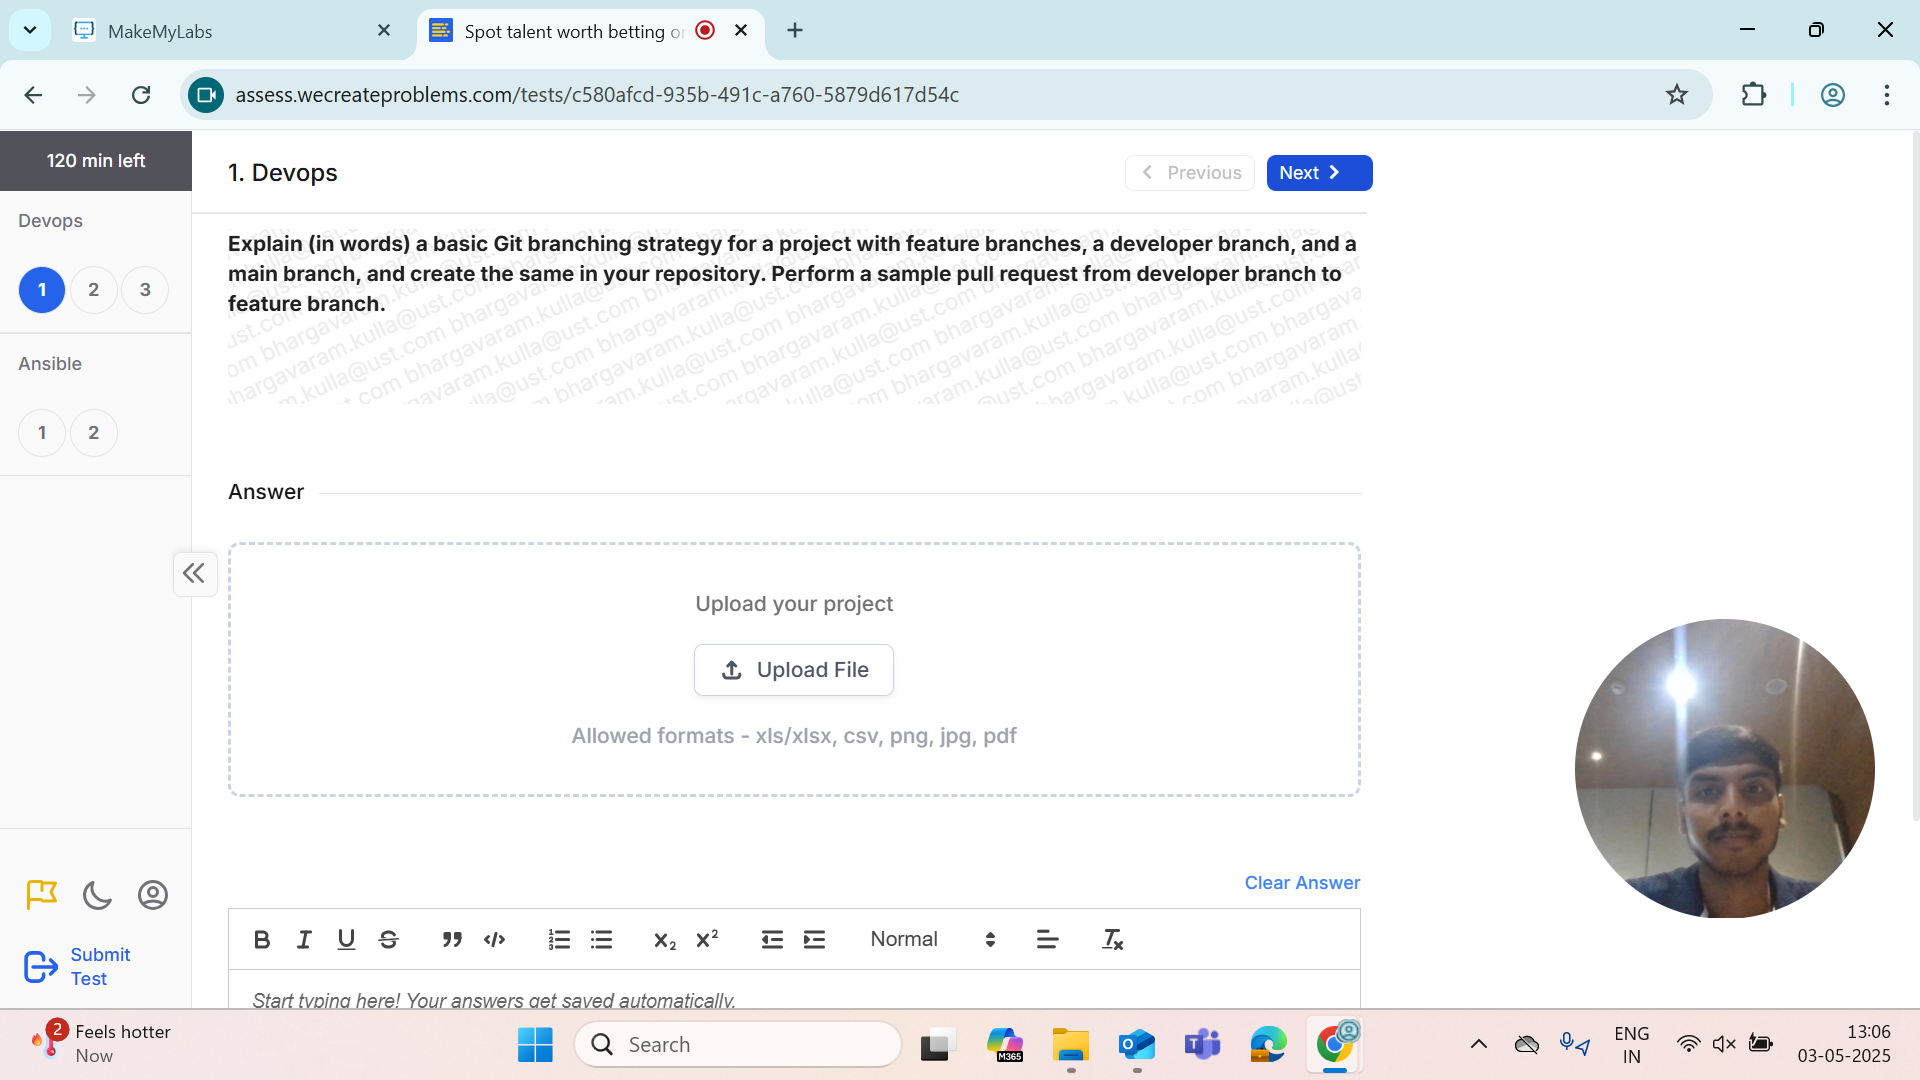 MakeMyLabs
Spot talent worth betting o
assess.wecreateproblems.com/tests/c580afcd-935b-491c-a760-5879d617d54c
120 min left
1. Devops
Previous
Next
Devops
1 2 3
Explain (in words) a basic Git branching strategy for a project with feature branches, a developer branch, and a
main branch, and create the same in your repository. Perform a sample pull request from developer branch to
feature branch.
bhargavaram.kulla@ust.com
Ansible
1 2
Answer
Upload your project
Upload File
Allowed formats - xls/xlsx, csv, png, jpg, pdf
Clear Answer
B I U S
Normal
Start typing here! Your answers get saved automatically.
Submit
Test
2
Feels hotter
Now
Search
M365
ENG
IN
13:06
03-05-2025